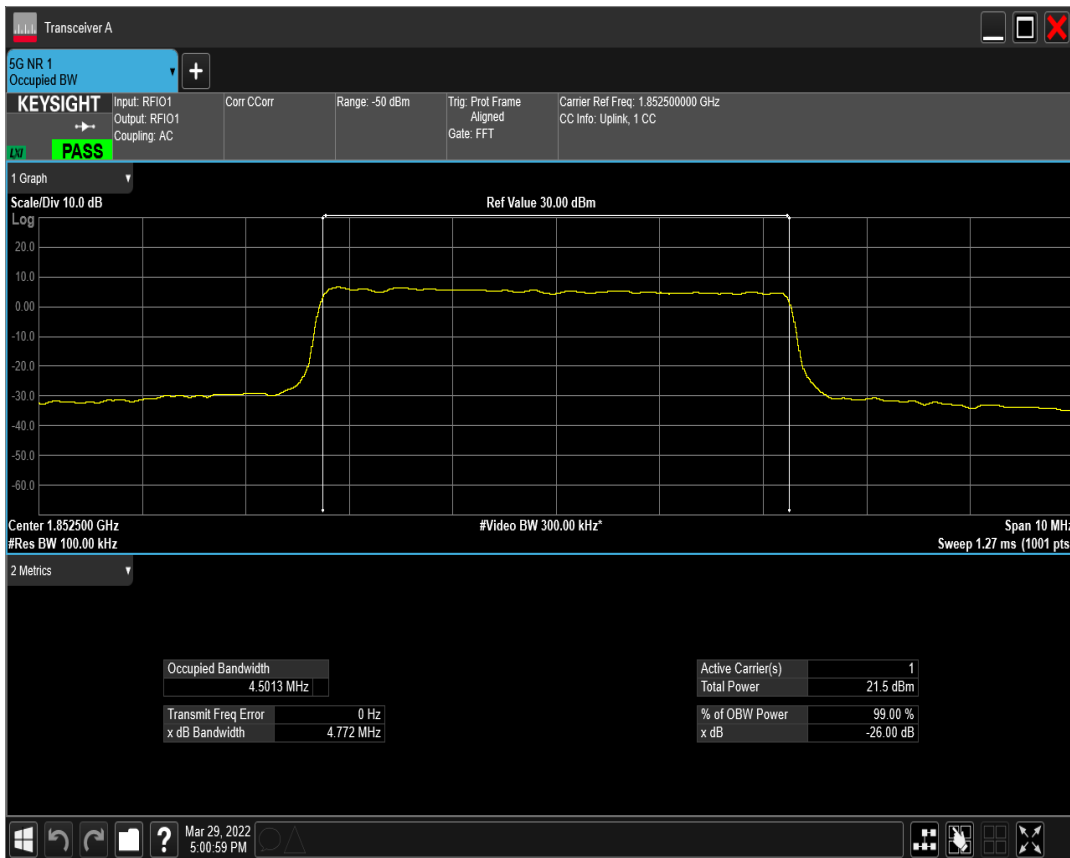 Transceiver A
5G NR 1
Occupied BW
KEYSIGHT
LXI
PASS
Input: RFIO1
Output: RFIO1
Coupling: AC
Corr CCorr
Range: -50 dBm
Trig: Prot Frame
Aligned
Gate: FFT
Carrier Ref Freq: 1.852500000 GHz
CC Info: Uplink, 1 CC
1 Graph
Scale/Div 10.0 dB
Ref Value 30.00 dBm
Log
20.0
10.0
0.00
-10.0
-20.0
-30.0
-40.0
-50.0
-60.0
Center 1.852500 GHz
#Video BW 300.00 kHz*
Span 10 MHz
#Res BW 100.00 kHz
Sweep 1.27 ms (1001 pts
2 Metrics
Occupied Bandwidth
4.5013 MHz
Transmit Freq Error 0 Hz
x dB Bandwidth 4.772 MHz
Active Carrier(s) 1
Total Power 21.5 dBm
% of OBW Power 99.00 %
x dB -26.00 dB
?
Mar 29, 2022
5:00:59 PM